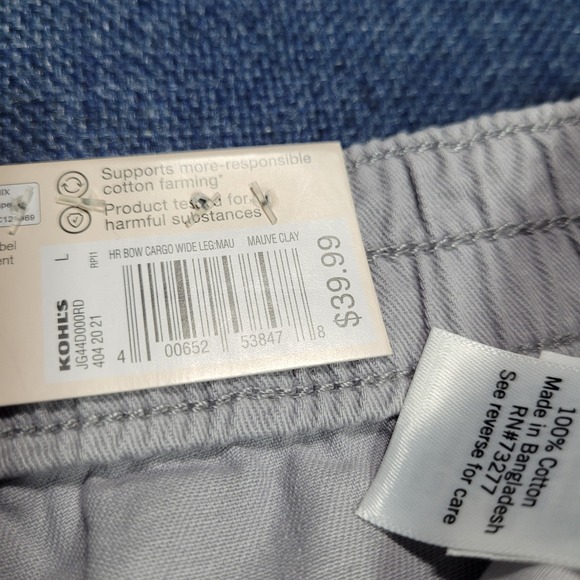 Supports more-responsible
cotton farming*
Product tested for
harmful substances
L
RPI1
HR BOW CARGO WIDE LEG:MAU MAUVE CLAY
KOHL'S
JG44D000RD
404 20 21
4 00652 53847 8
$39.99
100% Cotton
Made in Bangladesh
RN#73277
See reverse for care